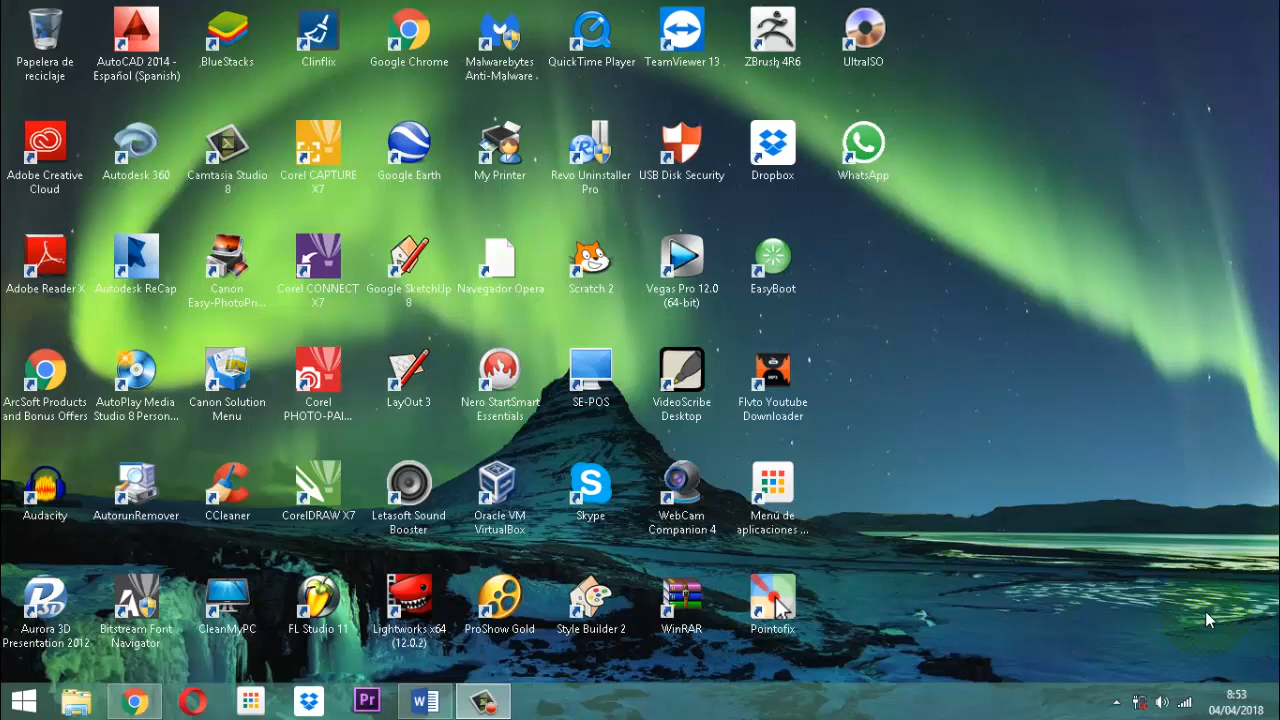 Papelera de
reciclaje
AutoCAD 2014 -
Español (Spanish)
BlueStacks
Clinflix
Google Chrome
Malwarebytes
Anti-Malware
QuickTime Player
TeamViewer 13
ZBrush 4R6
UltraISO
Adobe Creative
Cloud
Autodesk 360
Camtasia Studio
8
Corel CAPTURE
X7
Google Earth
My Printer
Revo Uninstaller
Pro
USB Disk Security
Dropbox
WhatsApp
Adobe Reader X
Autodesk ReCap
Canon
Easy-PhotoPri...
Corel CONNECT
X7
Google SketchUp
8
Navegador Opera
Scratch 2
Vegas Pro 12.0
(64-bit)
EasyBoot
ArcSoft Products
and Bonus Offers
AutoPlay Media
Studio 8 Person...
Canon Solution
Menu
Corel
PHOTO-PAI...
LayOut 3
Nero StartSmart
Essentials
SE-POS
VideoScribe
Desktop
Flvto Youtube
Downloader
Audacity
AutorunRemover
CCleaner
CorelDRAW X7
Letasoft Sound
Booster
Oracle VM
VirtualBox
Skype
WebCam
Companion 4
Menú de
aplicaciones ...
Aurora 3D
Presentation 2012
Bitstream Font
Navigator
CleanMyPC
FL Studio 11
Lightworks x64
(12.0.2)
ProShow Gold
Style Builder 2
WinRAR
Pointofix
Pr
8:53
04/04/2018